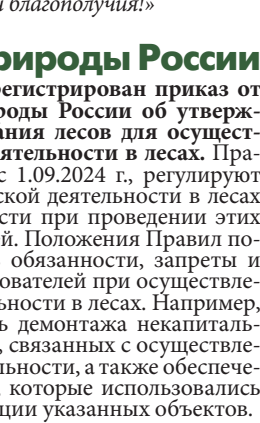 благополучия!»
рироды России
егистрирован приказ от
роды России об утверж-
ания лесов для осущест-
ятельности в лесах. Пра-
с 1.09.2024 г., регулируют
ской деятельности в лесах
сти при проведении этих
й. Положения Правил по-
обязанности, запреты и
ователей при осуществле-
ьности в лесах. Например,
ь демонтажа некапиталь-
, связанных с осуществле-
льности, а также обеспече-
, которые использовались
ции указанных объектов.